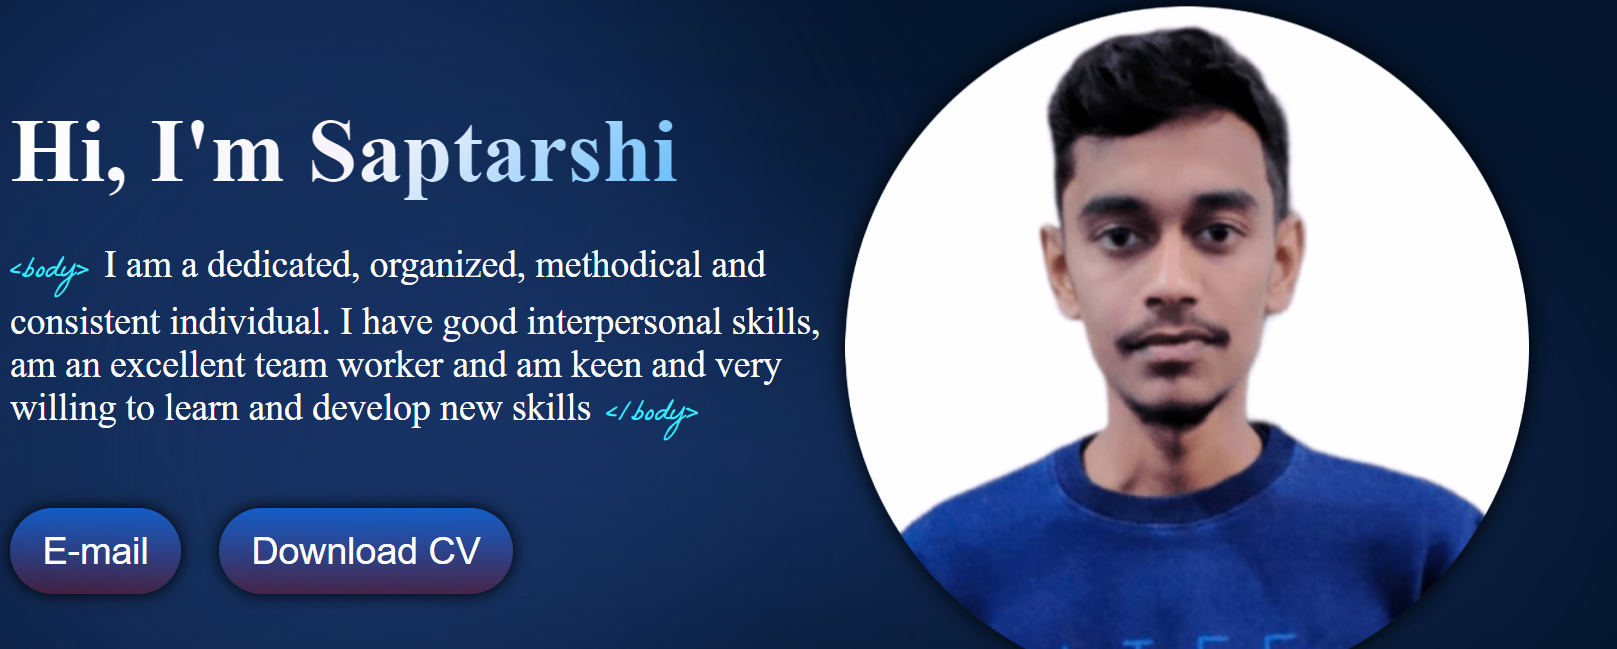 Hi, I'm Saptarshi
<body> I am a dedicated, organized, methodical and
consistent individual. I have good interpersonal skills,
am an excellent team worker and am keen and very
willing to learn and develop new skills </body>
E-mail
Download CV